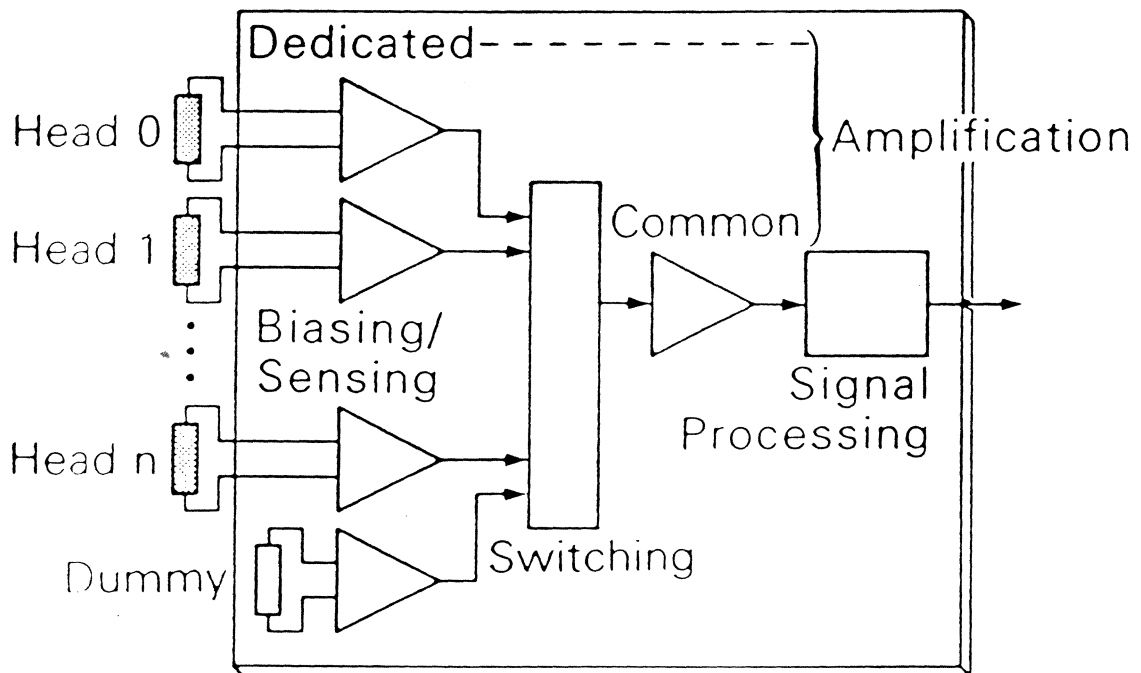 Dedicated
Head 0
Amplification
Head 1
Common
Biasing/
Sensing
Signal
Processing
Head n
Switching
Dummy